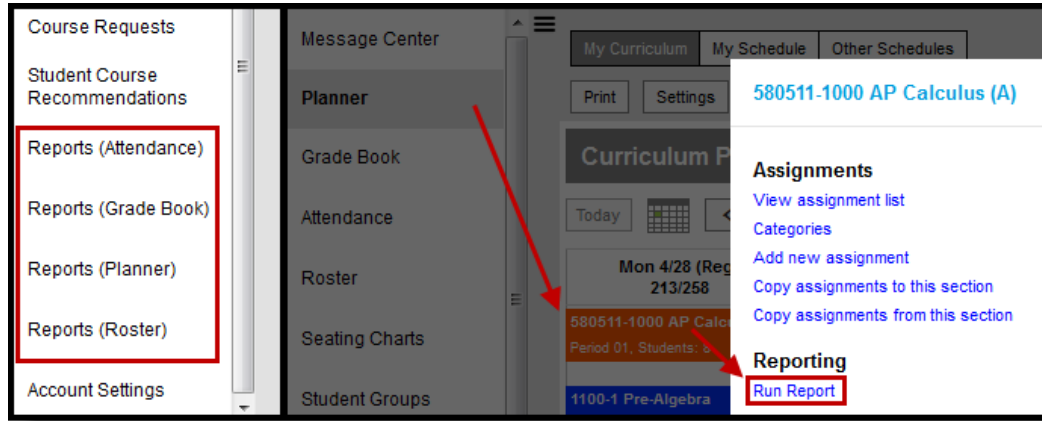 Course Requests
Student Course
Recommendations
Reports (Attendance)
Reports (Grade Book)
Reports (Planner)
Reports (Roster)
Account Settings
Message Center
Planner
Grade Book
Attendance
Roster
Seating Charts
Student Groups
My Curriculum
My Schedule
Other Schedules
Print
Settings
Curriculum P
Today
<
Mon 4/28 (Reg
213/258
580511-1000 AP Calcu
Period 01, Students: 8
1100-1 Pre-Algebra
580511-1000 AP Calculus (A)
Assignments
View assignment list
Categories
Add new assignment
Copy assignments to this section
Copy assignments from this section
Reporting
Run Report